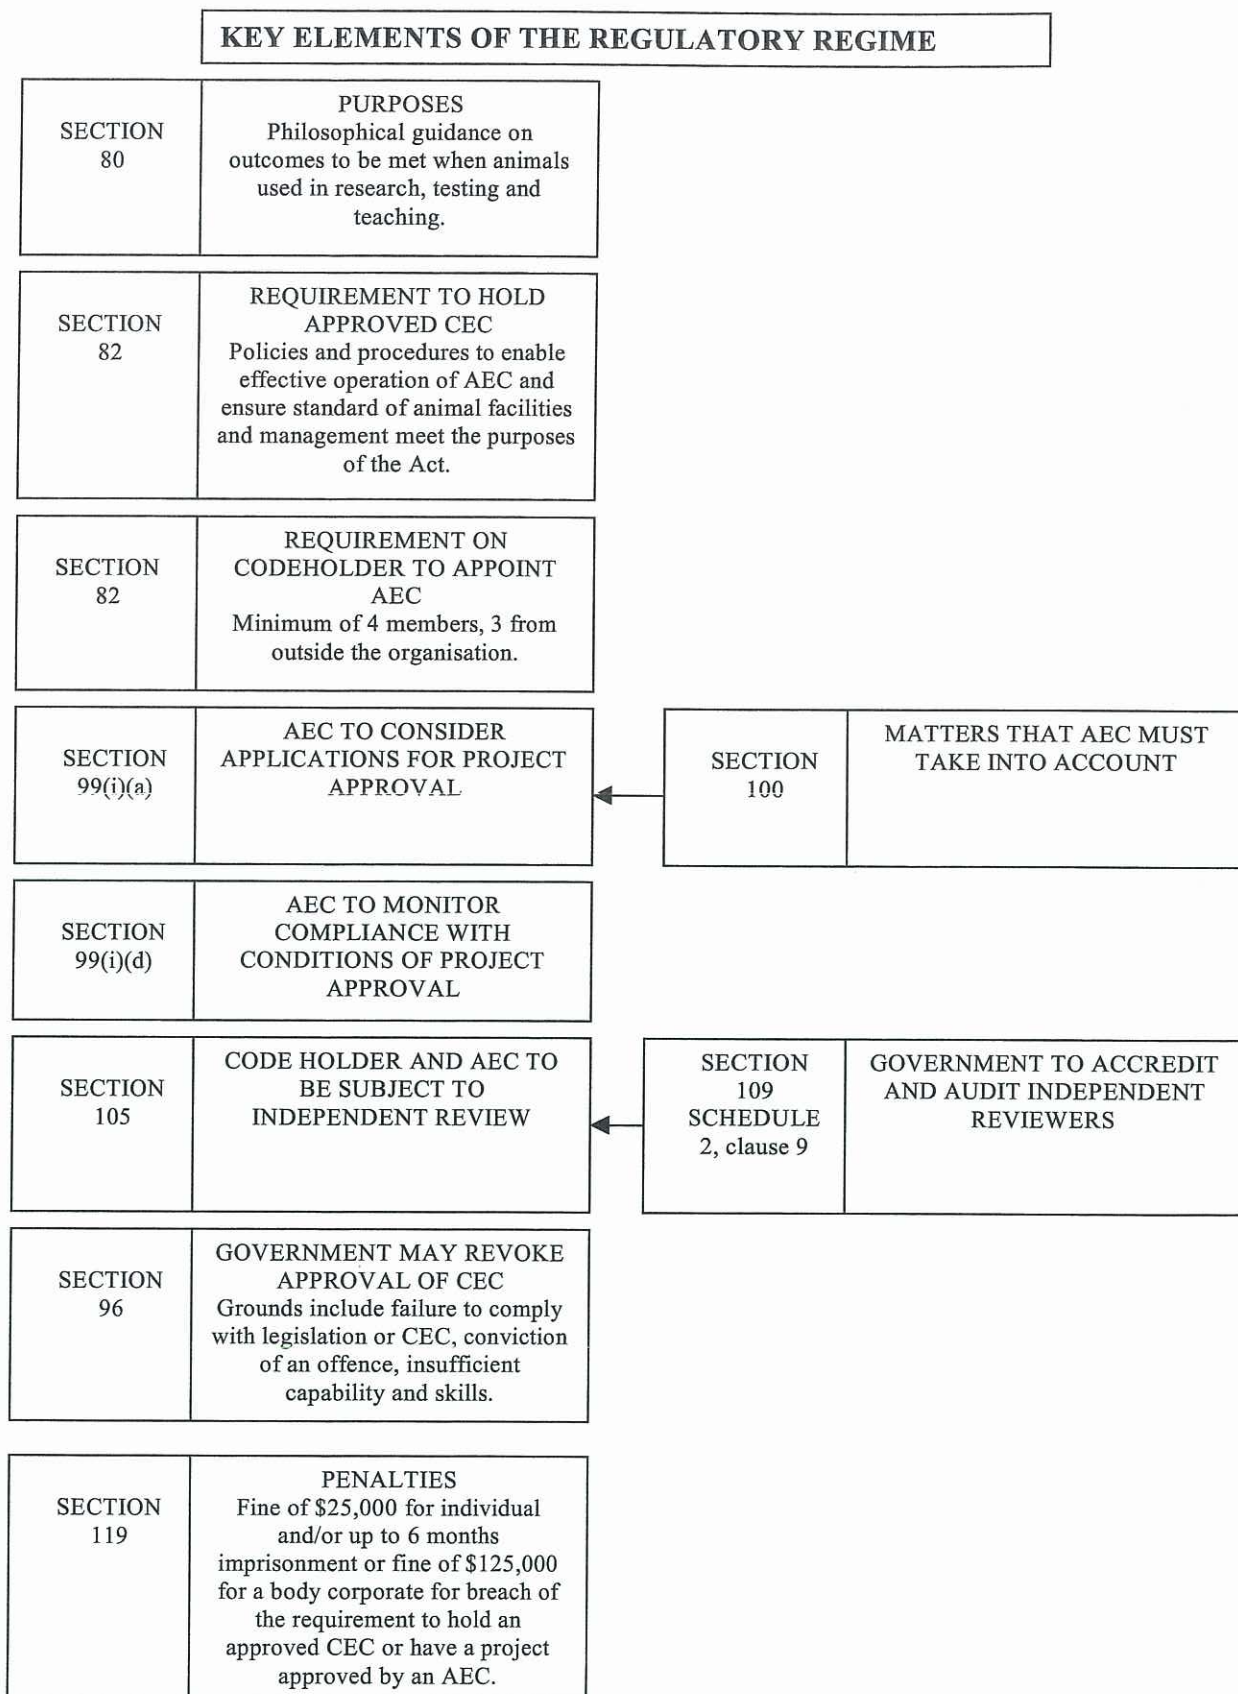 KEY ELEMENTS OF THE REGULATORY REGIME
SECTION
80
PURPOSES
Philosophical guidance on
outcomes to be met when animals
used in research, testing and
teaching.
SECTION
82
REQUIREMENT TO HOLD
APPROVED CEC
Policies and procedures to enable
effective operation of AEC and
ensure standard of animal facilities
and management meet the purposes
of the Act.
SECTION
82
REQUIREMENT ON
CODEHOLDER TO APPOINT
AEC
Minimum of 4 members, 3 from
outside the organisation.
SECTION
99(i)(a)
AEC TO CONSIDER
APPLICATIONS FOR PROJECT
APPROVAL
SECTION
100
MATTERS THAT AEC MUST
TAKE INTO ACCOUNT
SECTION
99(i)(d)
AEC TO MONITOR
COMPLIANCE WITH
CONDITIONS OF PROJECT
APPROVAL
SECTION
105
CODE HOLDER AND AEC TO
BE SUBJECT TO
INDEPENDENT REVIEW
SECTION
109
SCHEDULE
2, clause 9
GOVERNMENT TO ACCREDIT
AND AUDIT INDEPENDENT
REVIEWERS
SECTION
96
GOVERNMENT MAY REVOKE
APPROVAL OF CEC
Grounds include failure to comply
with legislation or CEC, conviction
of an offence, insufficient
capability and skills.
SECTION
119
PENALTIES
Fine of $25,000 for individual
and/or up to 6 months
imprisonment or fine of $125,000
for a body corporate for breach of
the requirement to hold an
approved CEC or have a project
approved by an AEC.